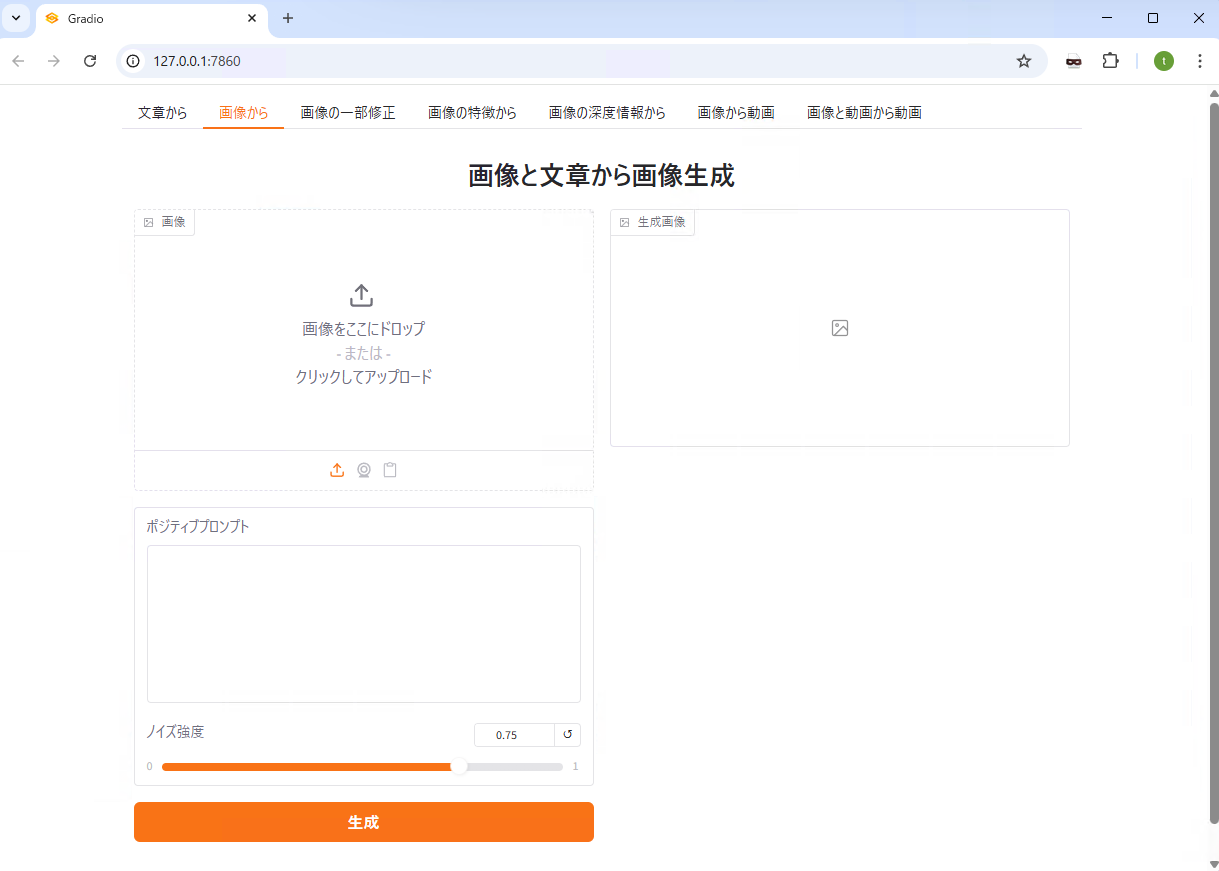 Gradio
127.0.0.1:7860
t
文章から 画像から 画像の一部修正 画像の特徴から 画像の深度情報から 画像から動画 画像と動画から動画
画像と文章から画像生成
画像
画像をここにドロップ
- または -
クリックしてアップロード
生成画像
ポジティブプロンプト
ノイズ強度
0.75
0
1
生成